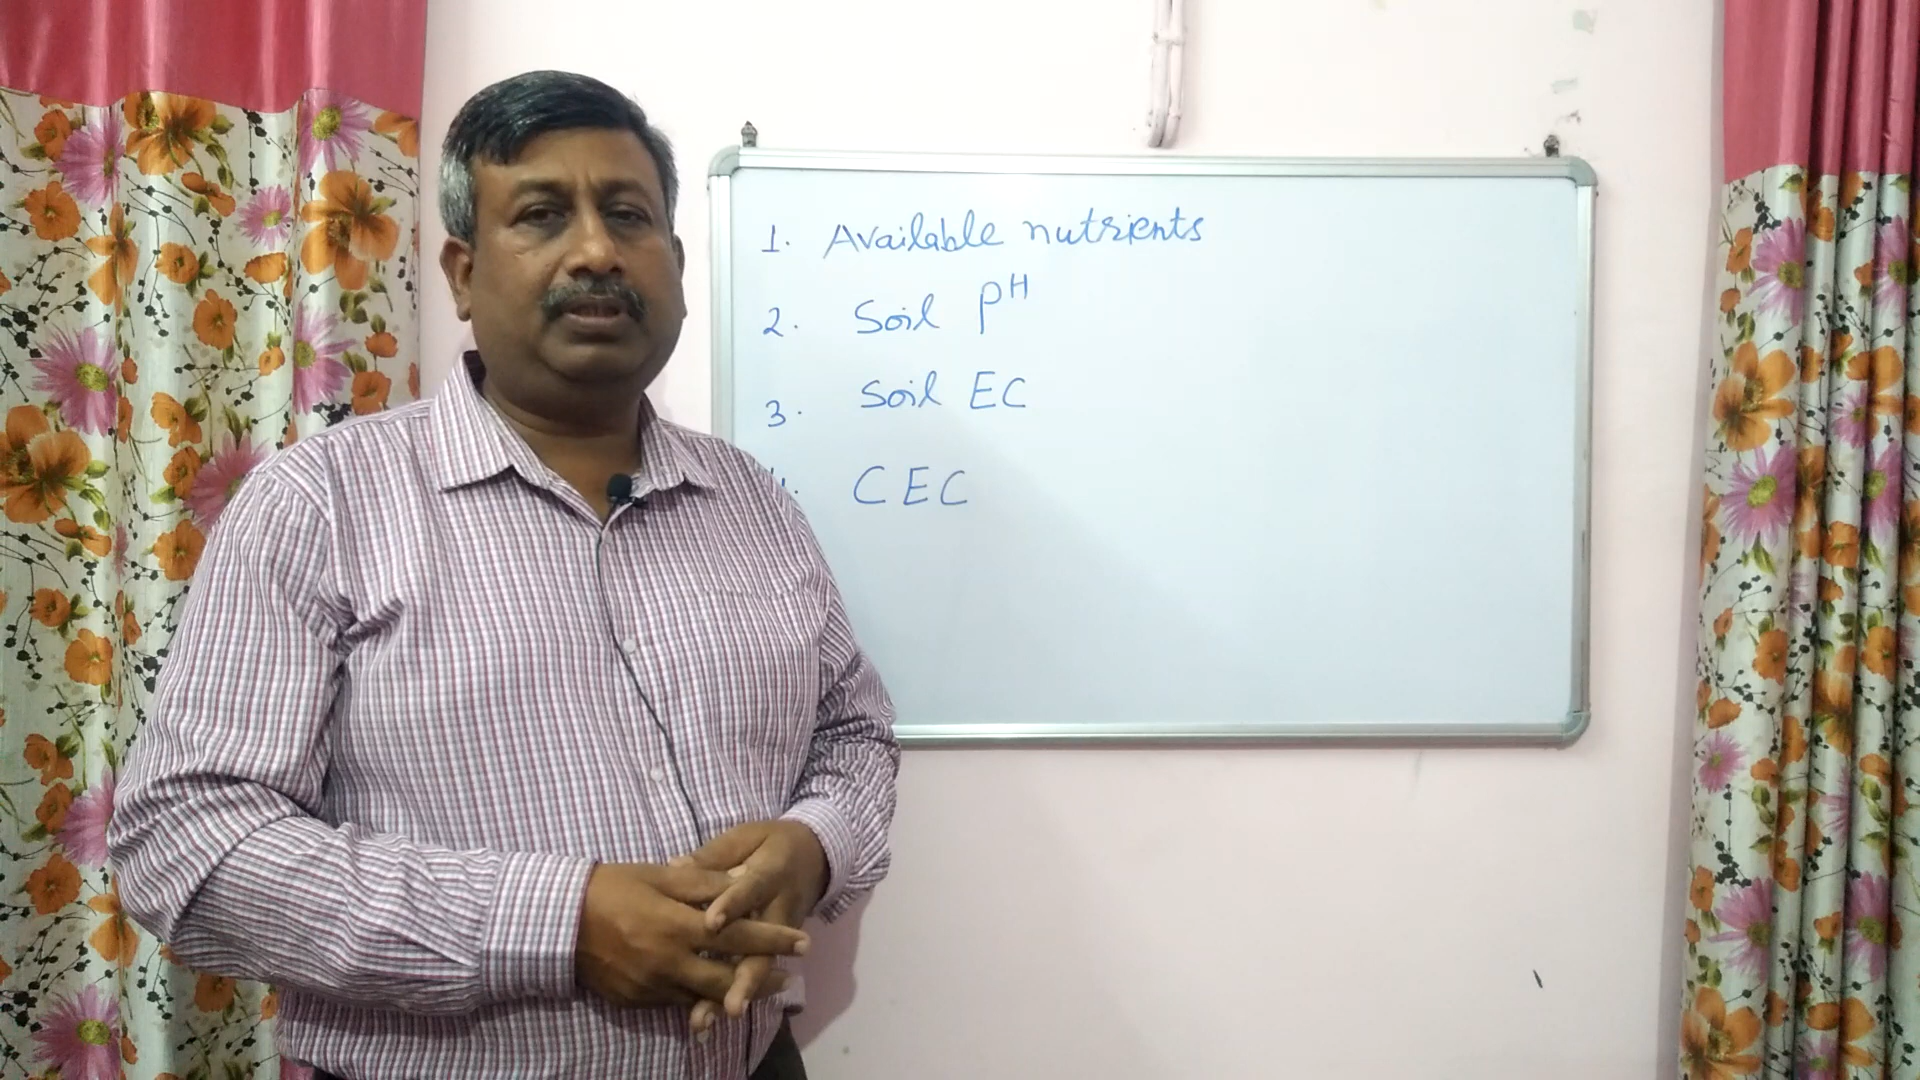 1. Available nutrients
2. Soil PH
3. Soil EC
CEC